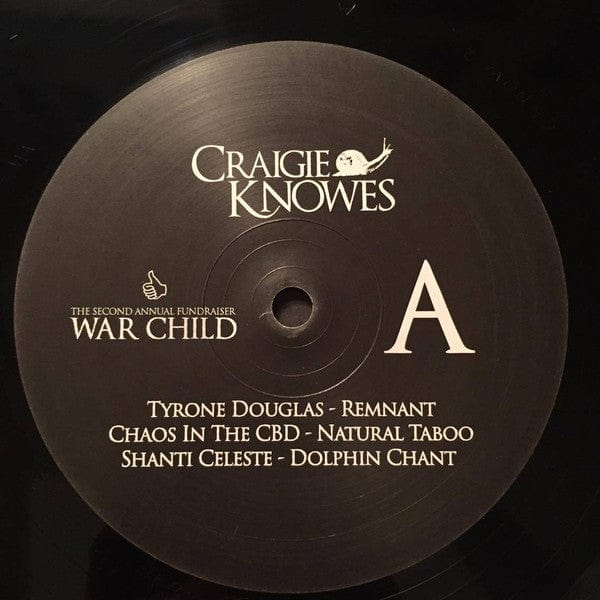 CRAIGIE
KNOWES
THE SECOND ANNUAL FUNDRAISER
WAR CHILD
A
TYRONE DOUGLAS - REMNANT
CHAOS IN THE CBD - NATURAL TABOO
SHANTI CELESTE - DOLPHIN CHANT